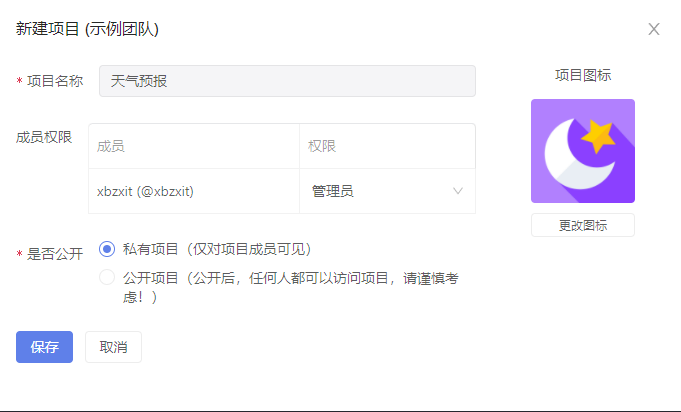 新建项目 (示例团队)
* 项目名称
天气预报
项目图标
成员权限
成员
权限
xbzxit (@xbzxit)
管理员
更改图标
* 是否公开
私有项目（仅对项目成员可见）
公开项目（公开后，任何人都可以访问项目，请谨慎考
虑！）
保存
取消